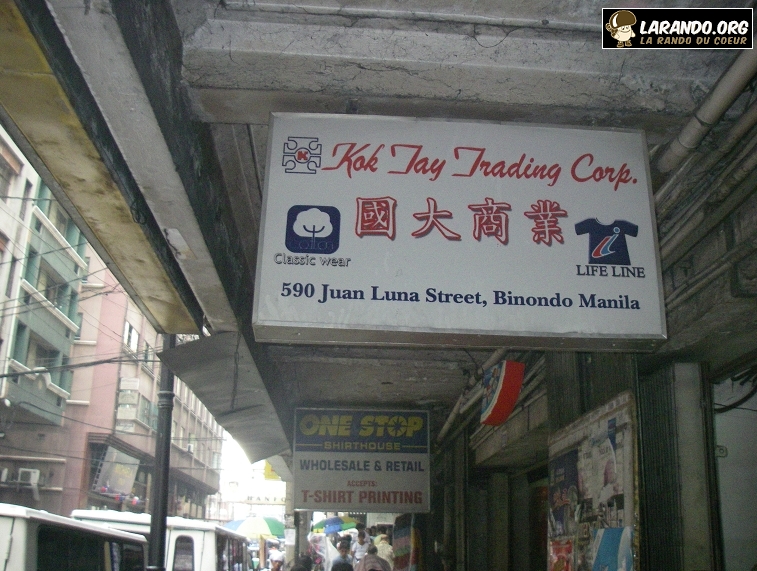 LARANDO.ORG
LA RANDO DU COEUR
K
Kok Tay Trading Corp.
國大商業
cotton
Classic wear
i
LIFE LINE
590 Juan Luna Street, Binondo Manila
ONE STOP
SHIRTHOUSE
WHOLESALE & RETAIL
ACCEPTS:
T-SHIRT PRINTING